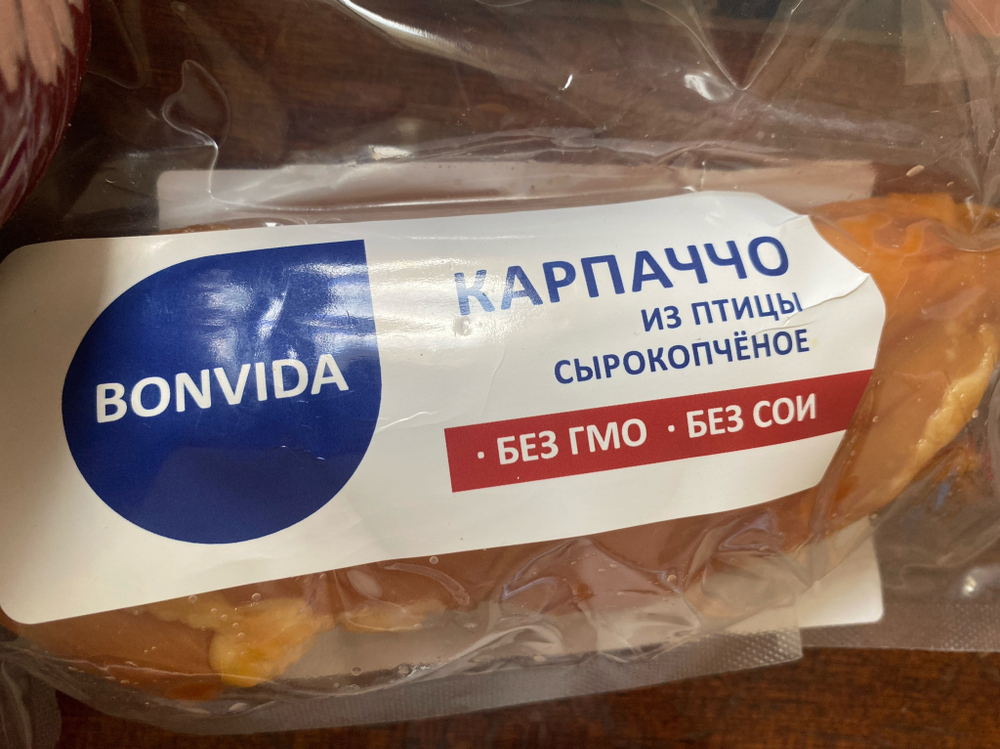 BONVIDA
КАРПАЧЧО
ИЗ ПТИЦЫ
СЫРОКОПЧЁНОЕ
· БЕЗ ГМО · БЕЗ СОИ